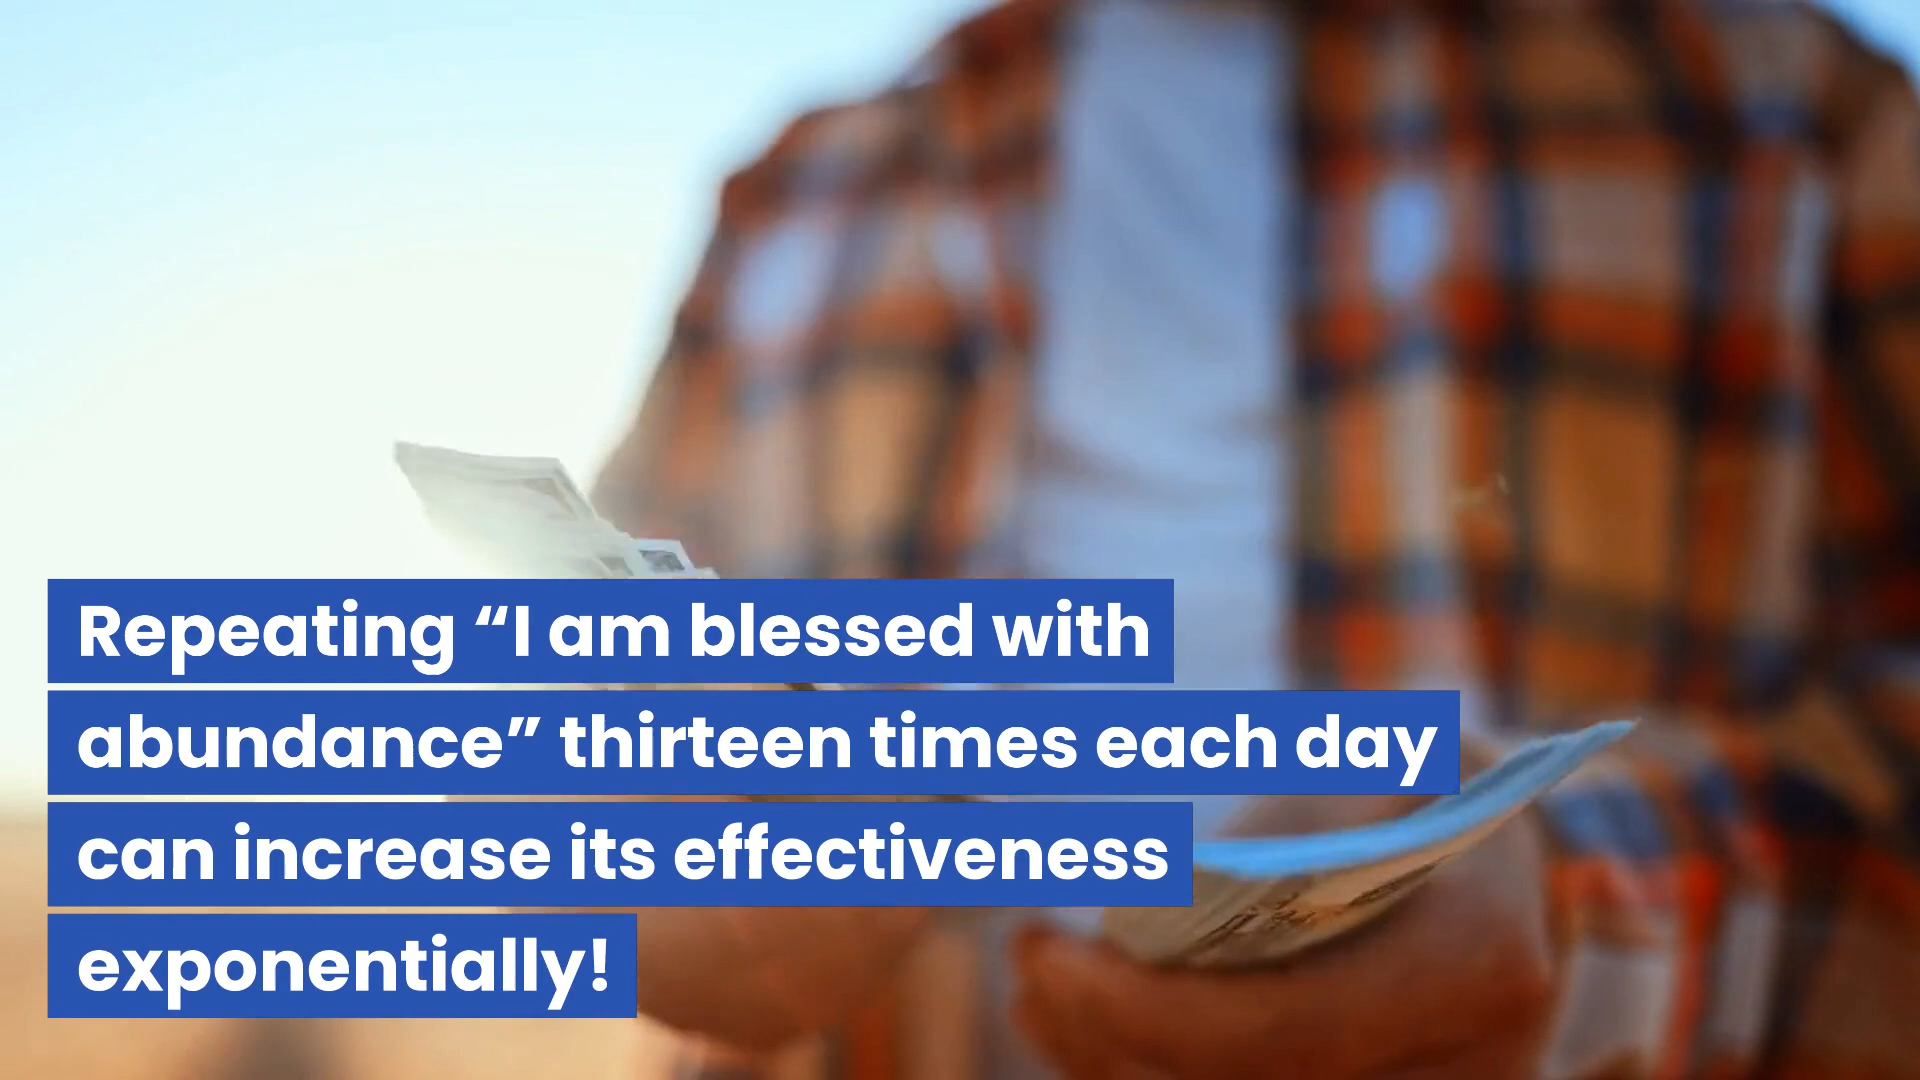 Repeating “I am blessed with
abundance” thirteen times each day
can increase its effectiveness
exponentially!